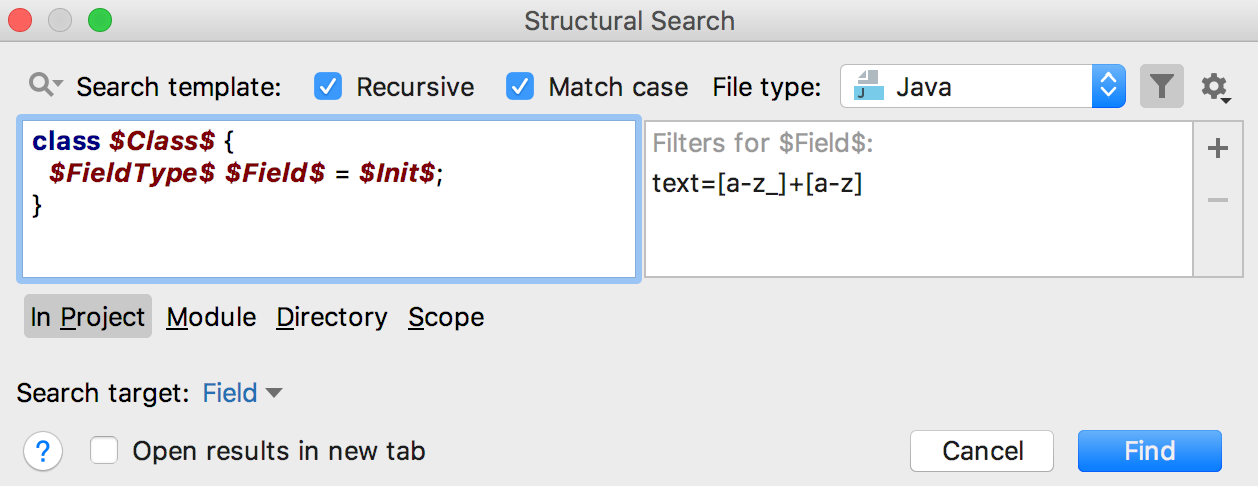 Structural Search
Search template: Recursive Match case File type: J Java
class $Class$ {
$FieldType$ $Field$ = $Init$;
}
Filters for $Field$:
text=[a-z_]+[a-z]
In Project Module Directory Scope
Search target: Field
? Open results in new tab Cancel Find